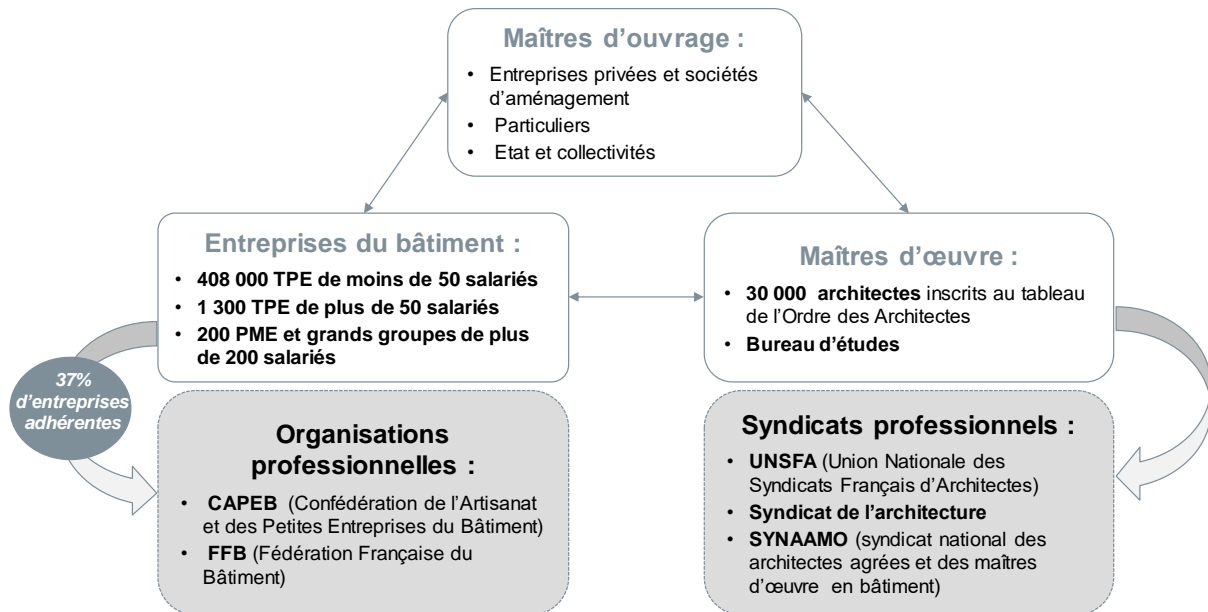 Maîtres d'ouvrage :
• Entreprises privées et sociétés
d'aménagement
• Particuliers
• Etat et collectivités
Entreprises du bâtiment :
• 408 000 TPE de moins de 50 salariés
• 1 300 TPE de plus de 50 salariés
• 200 PME et grands groupes de plus
de 200 salariés
Maîtres d'œuvre :
• 30 000 architectes inscrits au tableau
de l'Ordre des Architectes
• Bureau d'études
37%
d'entreprises
adhérentes
Organisations
professionnelles :
• CAPEB (Confédération de l'Artisanat
et des Petites Entreprises du Bâtiment)
• FFB (Fédération Française du
Bâtiment)
Syndicats professionnels :
• UNSFA (Union Nationale des
Syndicats Français d'Architectes)
• Syndicat de l'architecture
• SYNAAMO (syndicat national des
architectes agrées et des maîtres
d'œuvre en bâtiment)